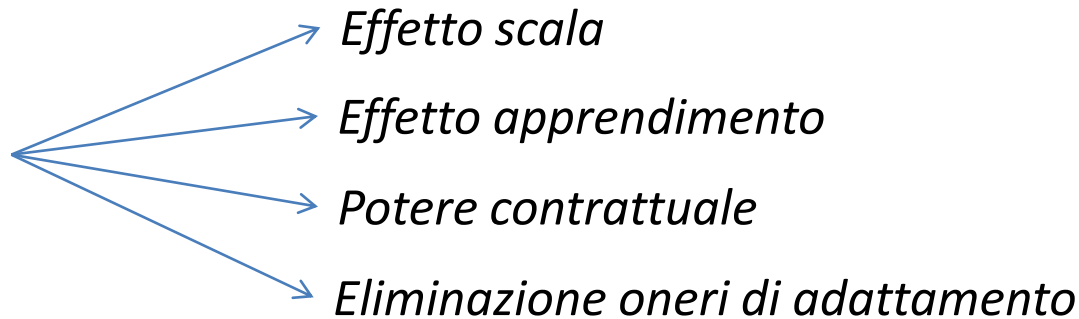 Effetto scala
Effetto apprendimento
Potere contrattuale
Eliminazione oneri di adattamento